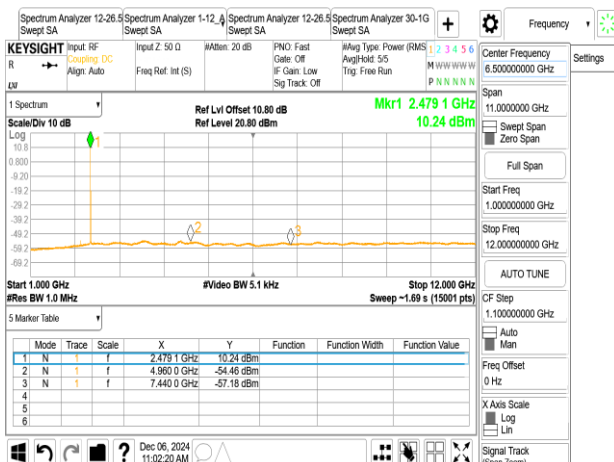 Spectrum Analyzer 12-26.5
Swept SA
Spectrum Analyzer 1-12_A
Swept SA
Spectrum Analyzer 12-26.5
Swept SA
Spectrum Analyzer 30-1G
Swept SA
+
Frequency
Settings
KEYSIGHT
R
LXI
Input: RF
Coupling: DC
Align: Auto
Input Z: 50 Ω
Freq Ref: Int (S)
#Atten: 20 dB
PNO: Fast
Gate: Off
IF Gain: Low
Sig Track: Off
#Avg Type: Power (RMS
Avg|Hold: 5/5
Trig: Free Run
1 2 3 4 5 6
M W W W W W
P N N N N N
1 Spectrum
Scale/Div 10 dB
Ref Lvl Offset 10.80 dB
Ref Level 20.80 dBm
Mkr1 2.479 1 GHz
10.24 dBm
Log
10.8
0.800
-9.20
-19.2
-29.2
-39.2
-49.2
-59.2
-69.2
1
2
3
Start 1.000 GHz
#Res BW 1.0 MHz
#Video BW 5.1 kHz
Stop 12.000 GHz
Sweep ~1.69 s (15001 pts)
5 Marker Table
Mode Trace Scale X Y Function Function Width Function Value
1 N 1 f 2.479 1 GHz 10.24 dBm
2 N 1 f 4.960 0 GHz -54.46 dBm
3 N 1 f 7.440 0 GHz -57.18 dBm
4
5
6
Dec 06, 2024
11:02:20 AM
?
Center Frequency
6.500000000 GHz
Span
11.0000000 GHz
Swept Span
Zero Span
Full Span
Start Freq
1.000000000 GHz
Stop Freq
12.000000000 GHz
AUTO TUNE
CF Step
1.100000000 GHz
Auto
Man
Freq Offset
0 Hz
X Axis Scale
Log
Lin
Signal Track
(Span Zoom)